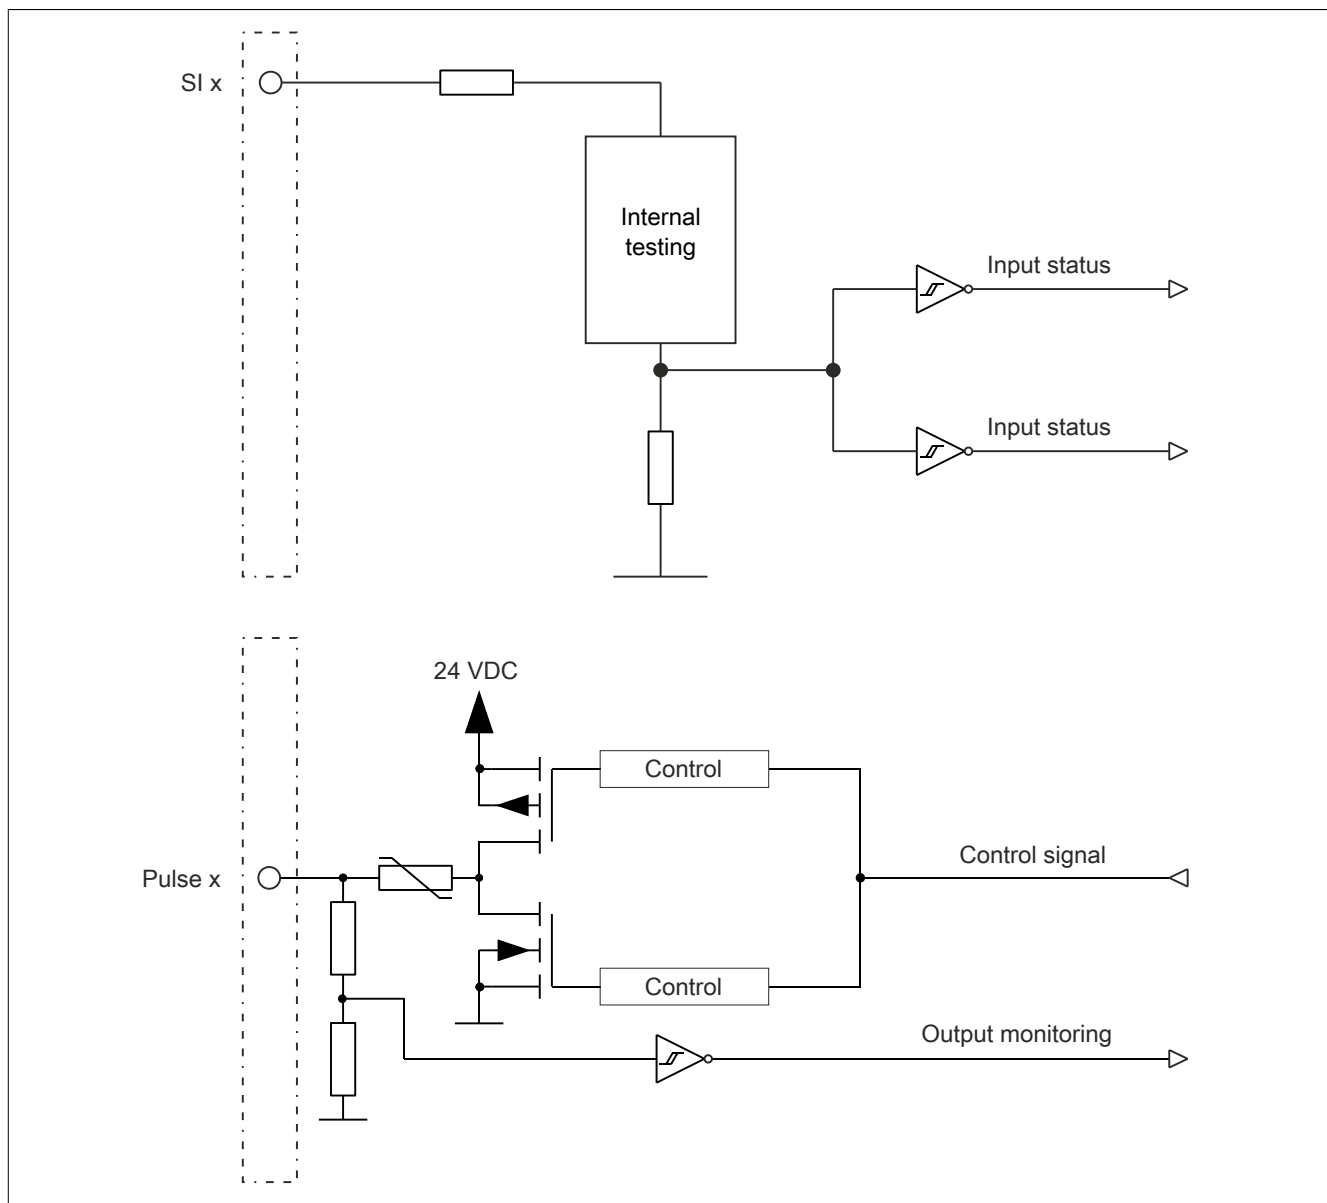 SI x
Internal
testing
Input status
Input status
24 VDC
Control
Control signal
Pulse x
Control
Output monitoring